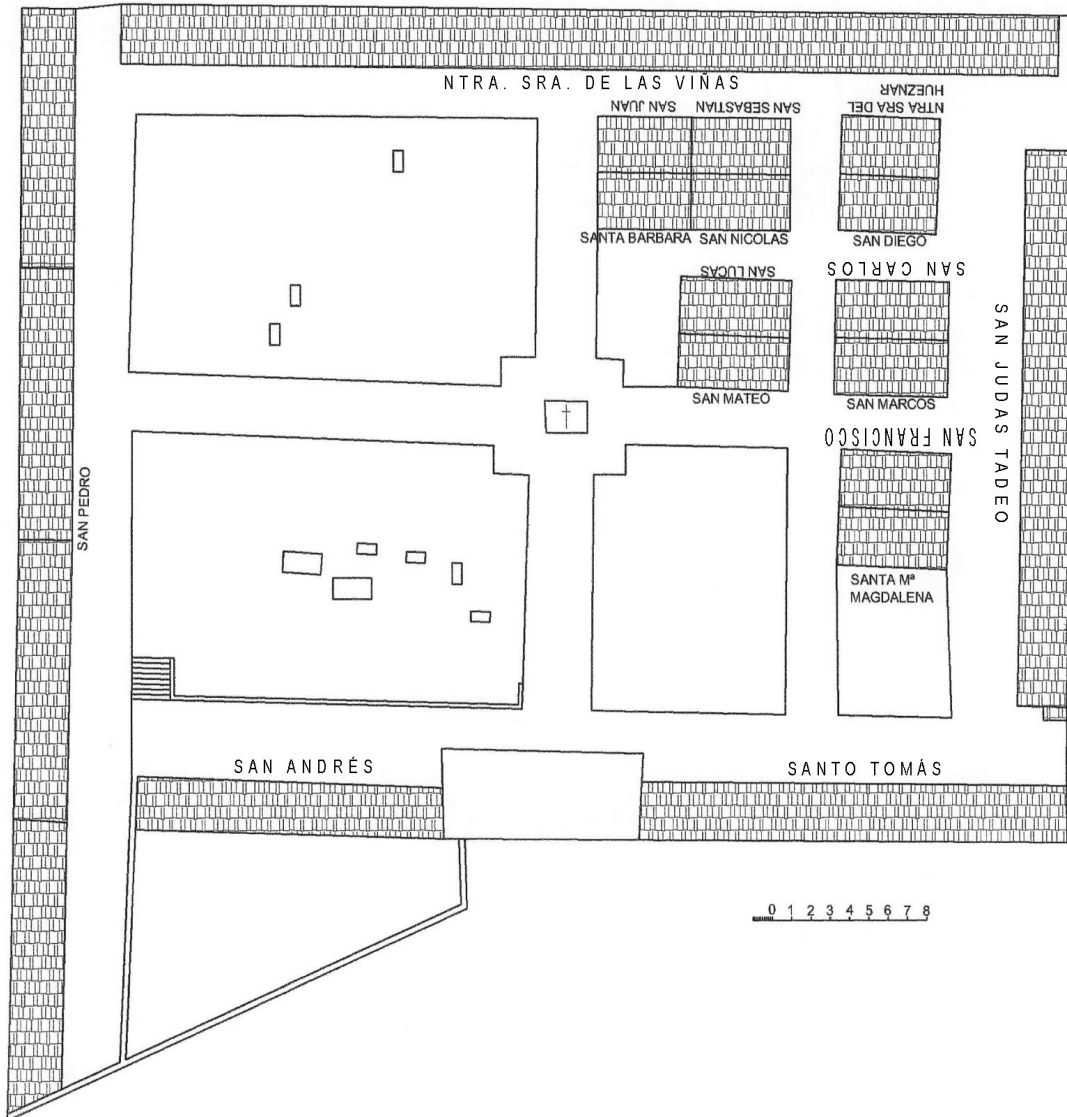 NTRA. SRA. DE LAS VIÑAS
NTRA SRA DEL
HUEZNAR
SAN JUAN
SAN SEBASTIAN
SANTA BARBARA
SAN NICOLAS
SAN DIEGO
SAN LUCAS
SAN CARLOS
SAN MATEO
SAN MARCOS
SAN JUDAS TADEO
SAN FRANCISCO
SAN PEDRO
SANTA Mª
MAGDALENA
SAN ANDRÉS
SANTO TOMÁS
0 1 2 3 4 5 6 7 8